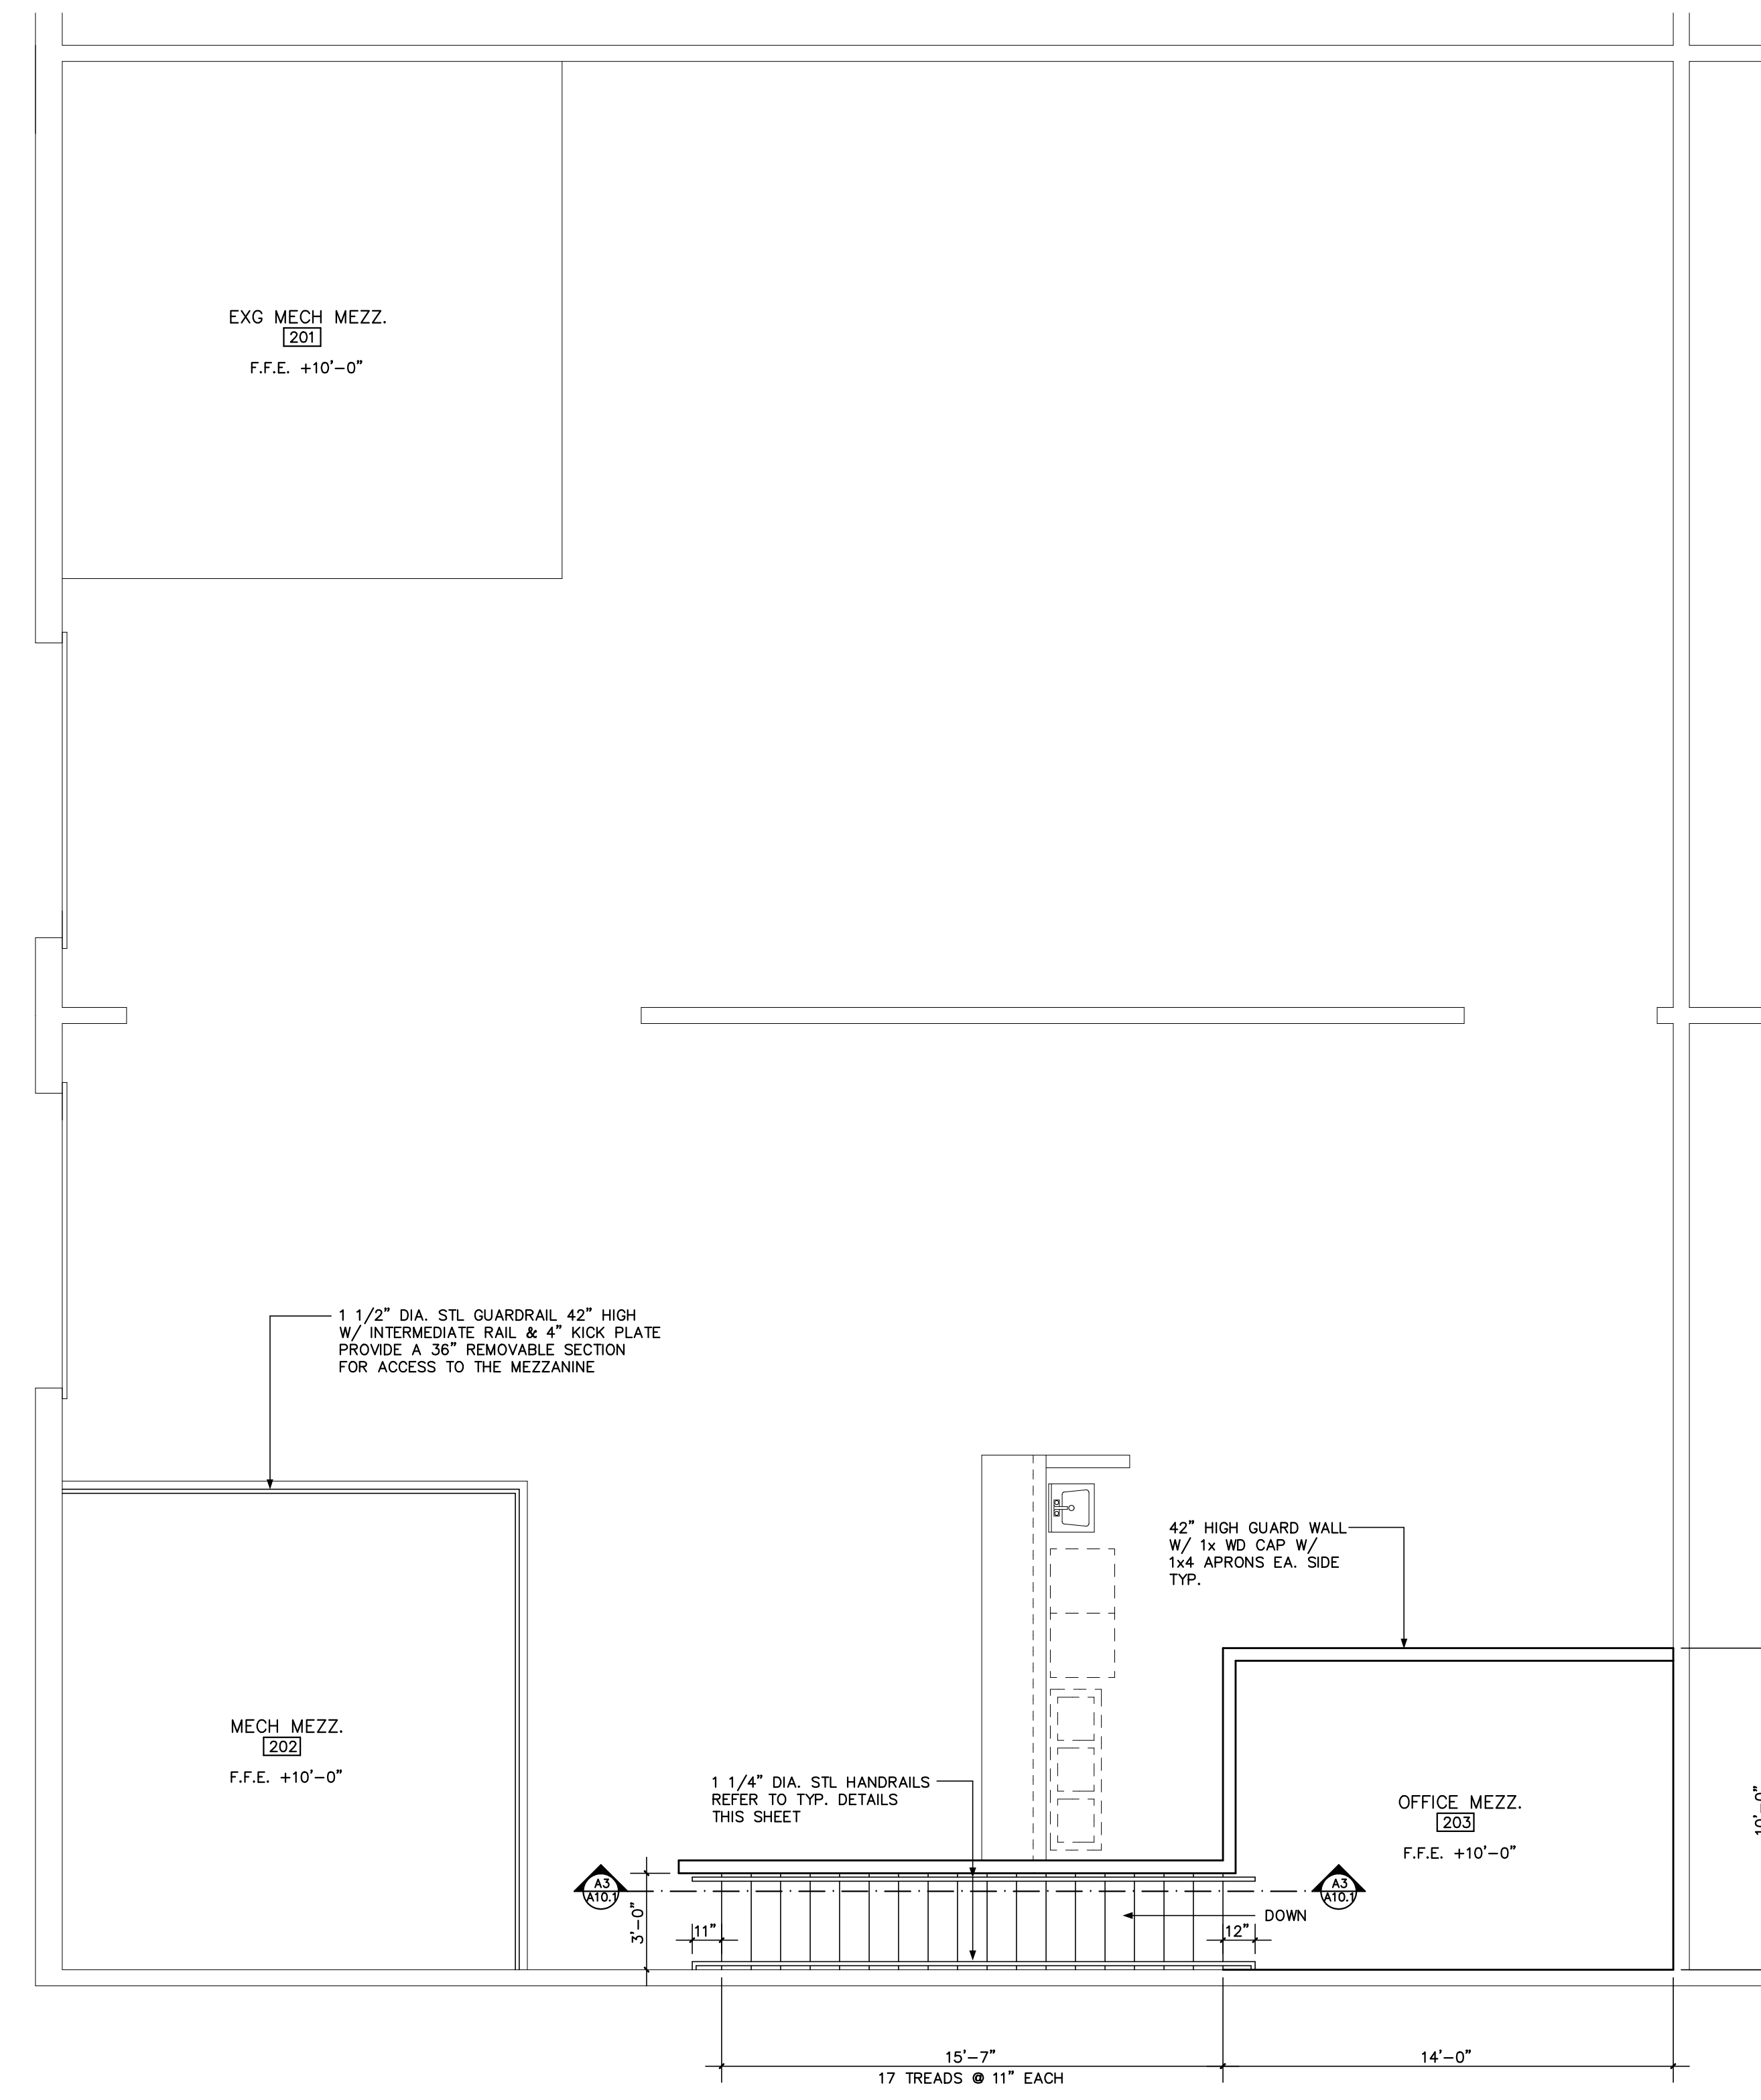 EXG MECH MEZZ.
201
F.F.E. +10'-0"
1 1/2" DIA. STL GUARDRAIL 42" HIGH
W/ INTERMEDIATE RAIL & 4" KICK PLATE
PROVIDE A 36" REMOVABLE SECTION
FOR ACCESS TO THE MEZZANINE
42" HIGH GUARD WALL
W/ 1x WD CAP W/
1x4 APRONS EA. SIDE
TYP.
MECH MEZZ.
202
F.F.E. +10'-0"
1 1/4" DIA. STL HANDRAILS
REFER TO TYP. DETAILS
THIS SHEET
OFFICE MEZZ.
203
F.F.E. +10'-0"
10'-0"
A3
A10.1
A3
A10.1
3'-0"
11"
DOWN
12"
15'-7"
17 TREADS @ 11" EACH
14'-0"